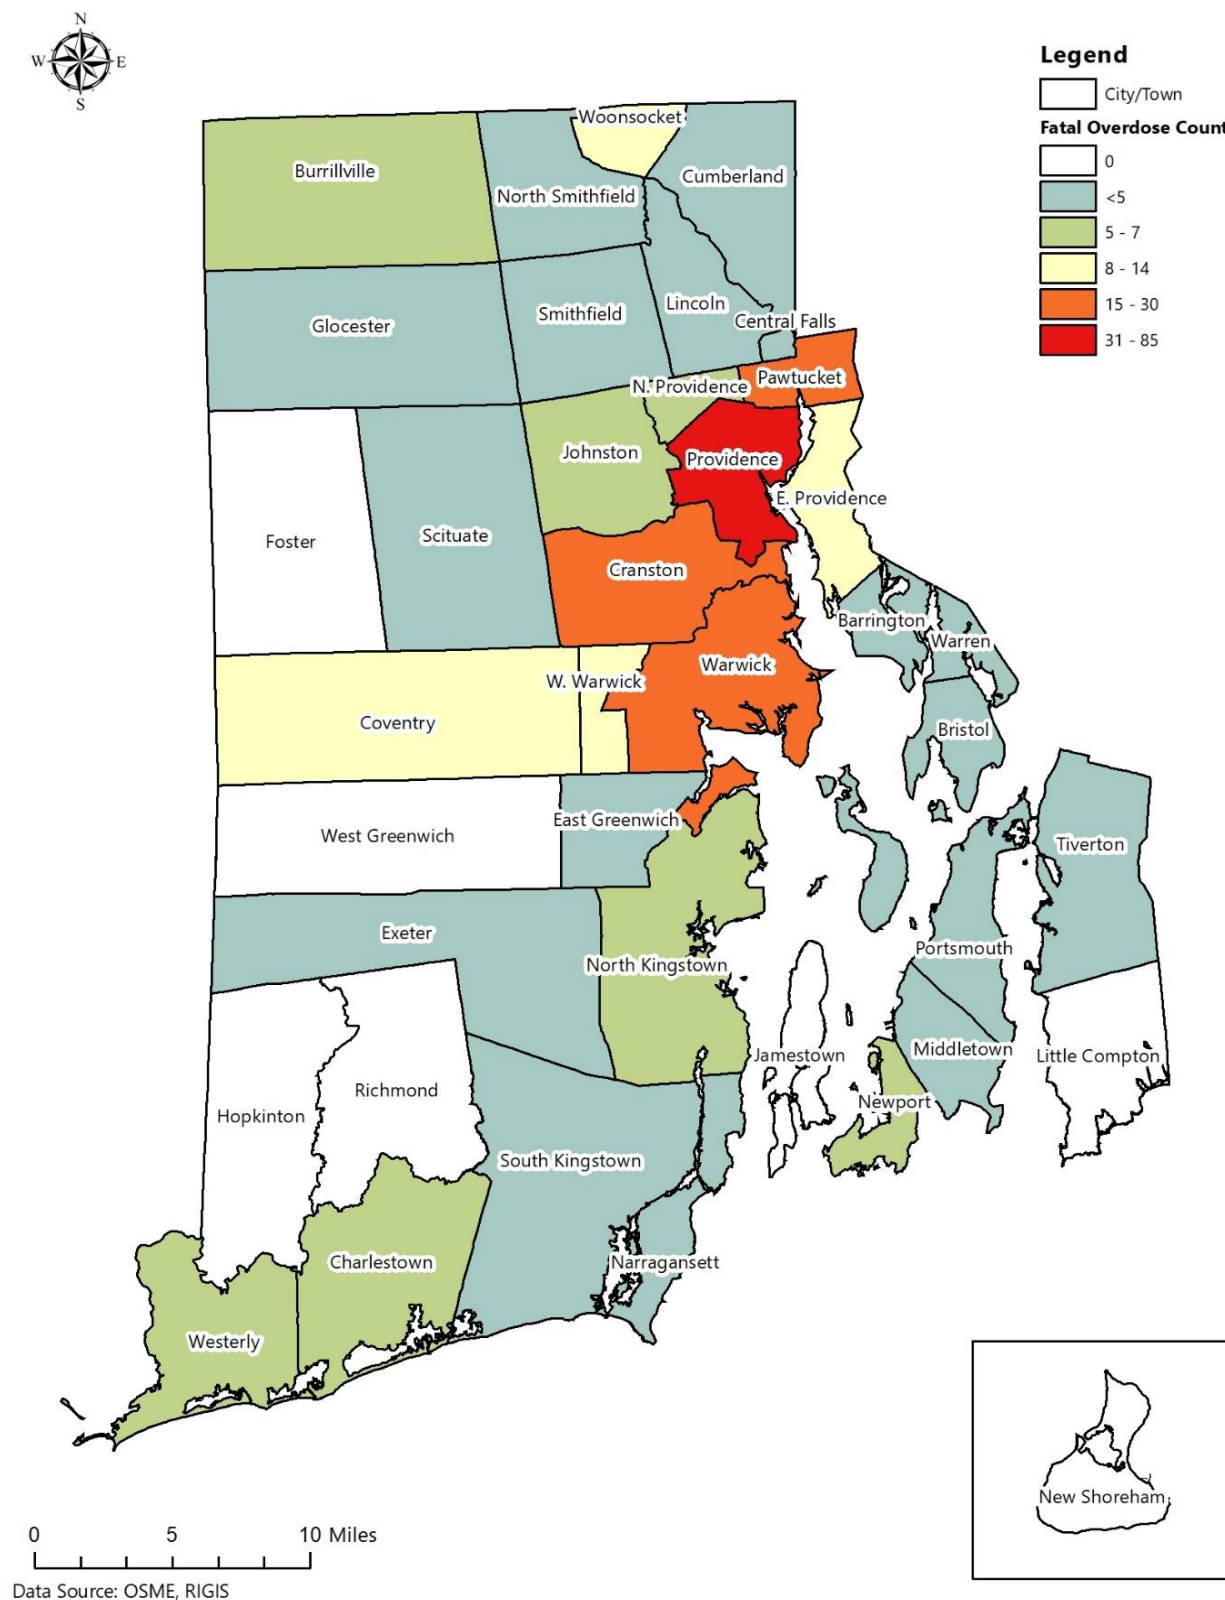 N
W E
S
Legend
City/Town
Fatal Overdose Count
0
<5
5 - 7
8 - 14
15 - 30
31 - 85
Woonsocket
Burrillville
Cumberland
North Smithfield
Lincoln
Smithfield
Central Falls
Glocester
Pawtucket
N. Providence
Johnston
Providence
E. Providence
Scituate
Foster
Cranston
Barrington
Warren
Warwick
W. Warwick
Coventry
Bristol
East Greenwich
West Greenwich
Tiverton
Exeter
Portsmouth
North Kingstown
Middletown
Jamestown
Little Compton
Richmond
Newport
Hopkinton
South Kingstown
Charlestown
Narragansett
Westerly
New Shoreham
0 5 10 Miles
Data Source: OSME, RIGIS